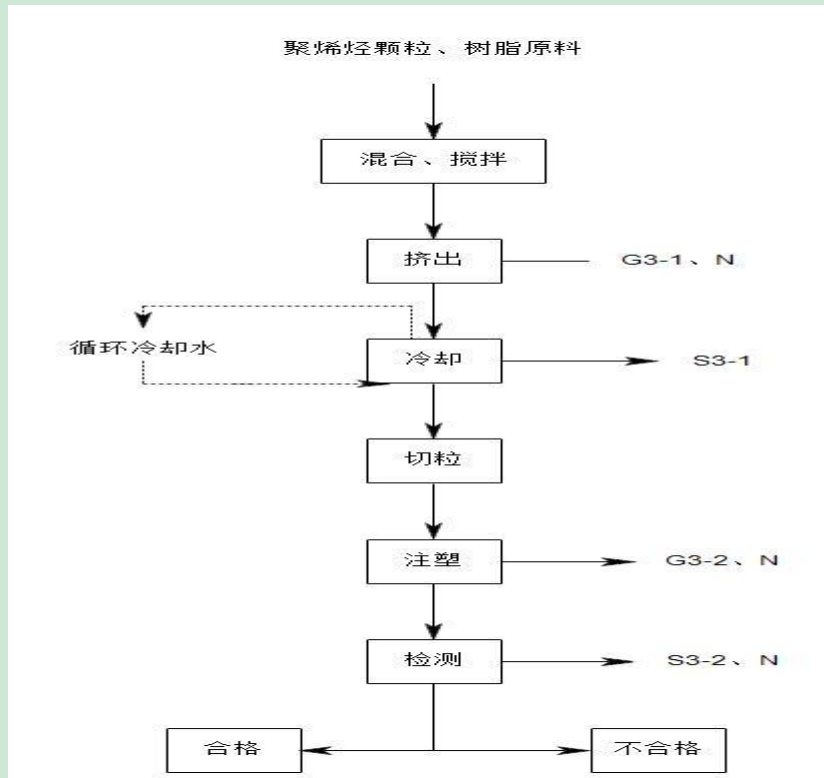 聚烯烃颗粒、树脂原料
混合、搅拌
挤出
G3-1、N
循环冷却水
冷却
S3-1
切粒
注塑
G3-2、N
检测
S3-2、N
合格
不合格